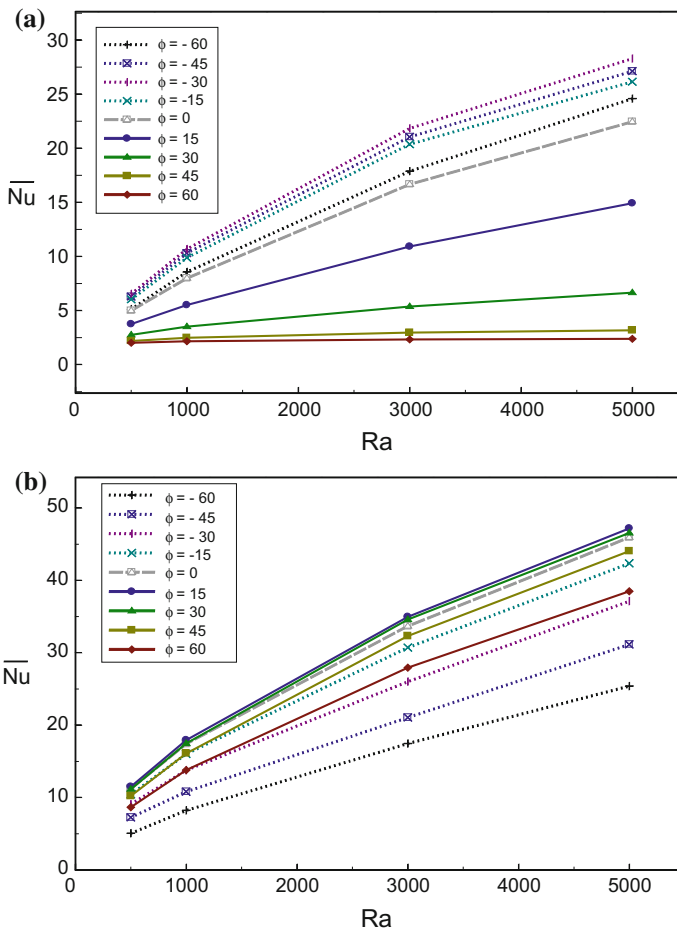 (a)
30
25
20
15
10
5
0
Nu
ϕ = - 60
ϕ = - 45
ϕ = - 30
ϕ = -15
ϕ = 0
ϕ = 15
ϕ = 30
ϕ = 45
ϕ = 60
0 1000 2000 3000 4000 5000
Ra
(b)
50
40
30
20
10
0
Nu
ϕ = - 60
ϕ = - 45
ϕ = - 30
ϕ = -15
ϕ = 0
ϕ = 15
ϕ = 30
ϕ = 45
ϕ = 60
0 1000 2000 3000 4000 5000
Ra